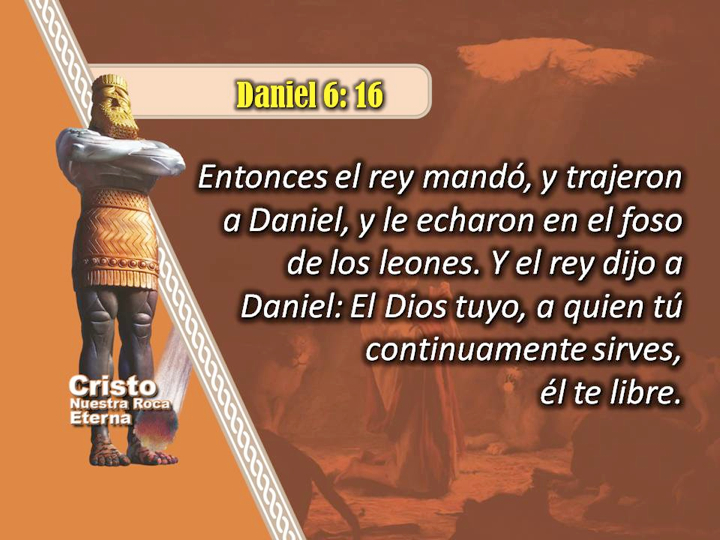 Daniel 6: 16
Entonces el rey mandó, y trajeron
a Daniel, y le echaron en el foso
de los leones. Y el rey dijo a
Daniel: El Dios tuyo, a quien tú
continuamente sirves,
él te libre.
Cristo
Nuestra Roca
Eterna